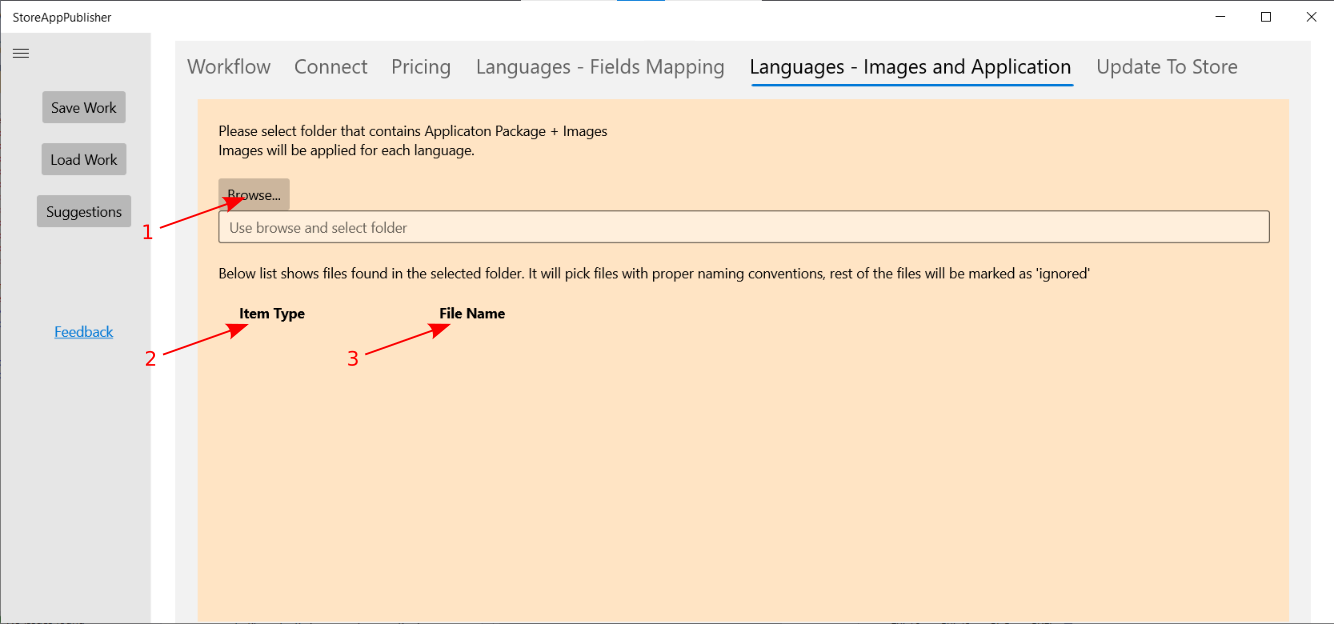 StoreAppPublisher
Workflow Connect Pricing Languages - Fields Mapping Languages - Images and Application Update To Store
Save Work
Load Work
Suggestions
Feedback
Please select folder that contains Applicaton Package + Images
Images will be applied for each language.
Browse...
1
Use browse and select folder
Below list shows files found in the selected folder. It will pick files with proper naming conventions, rest of the files will be marked as 'ignored'
Item Type File Name
2 3